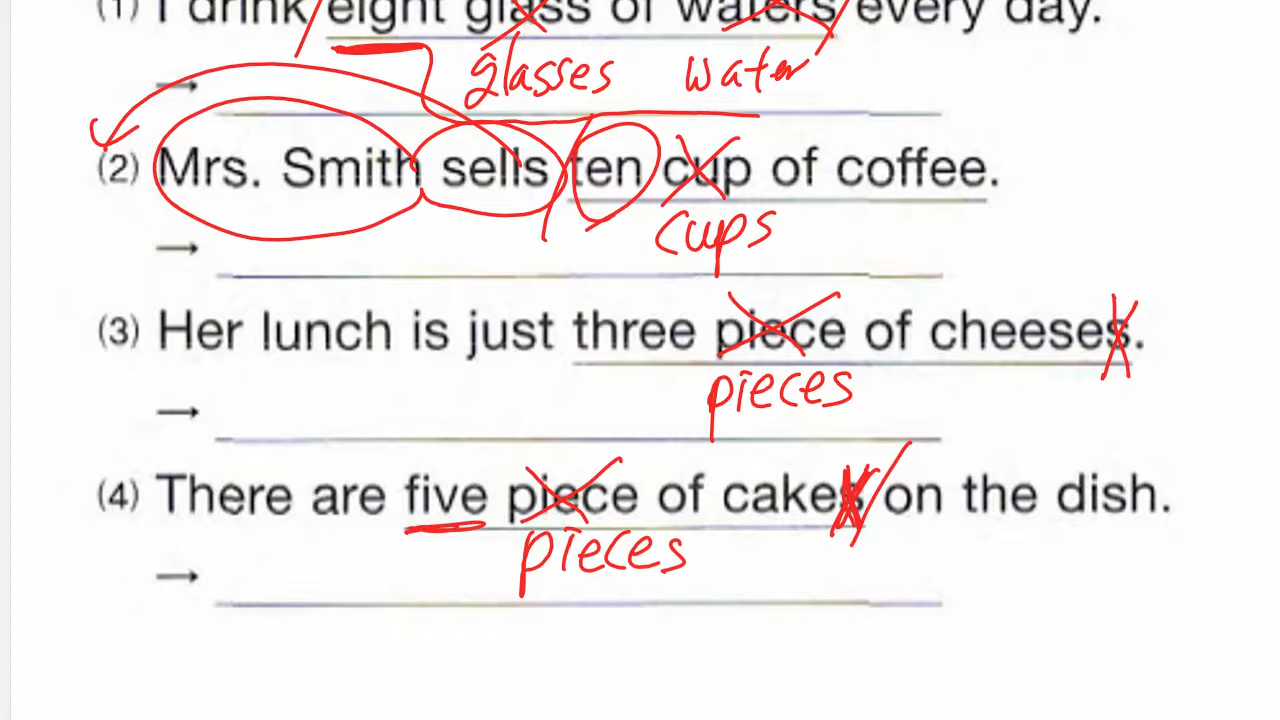 (1) I drink eight glass of waters every day.
glasses water
→
(2) Mrs. Smith sells ten cup of coffee.
cups
→
(3) Her lunch is just three piece of cheeses.
pieces
→
(4) There are five piece of cakes on the dish.
pieces
→